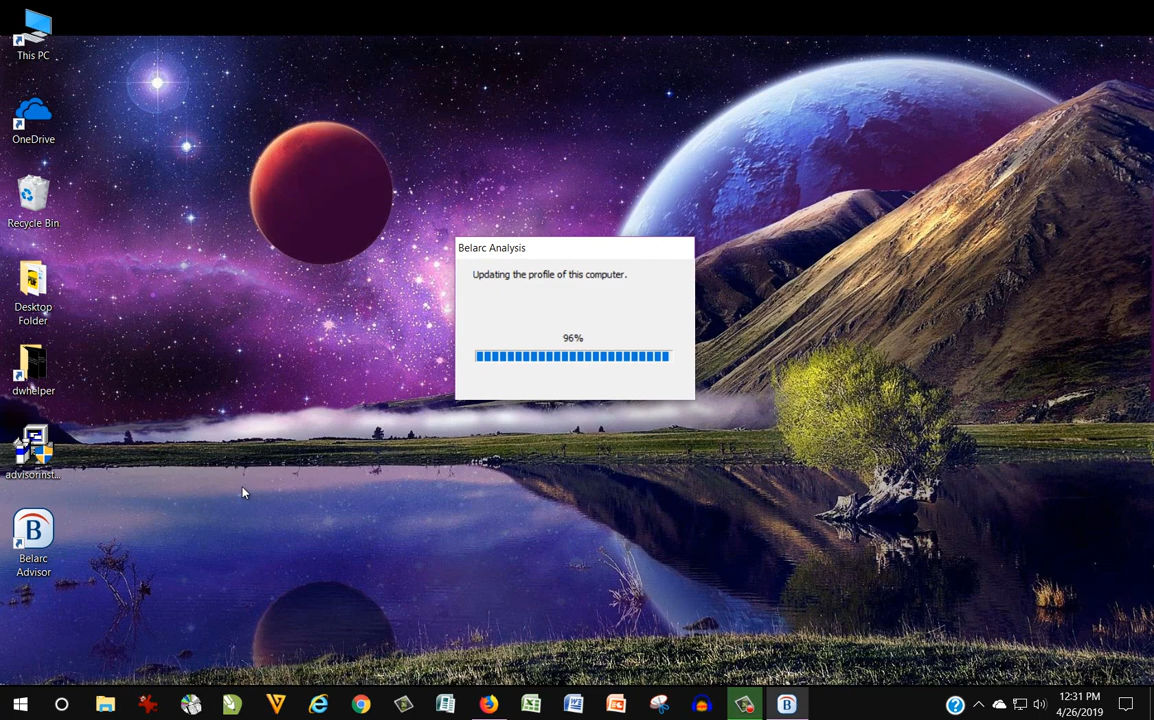 This PC
OneDrive
Recycle Bin
Desktop
Folder
dwhelper
advisorinst...
Belarc
Advisor
Belarc Analysis
Updating the profile of this computer.
96%
12:31 PM
4/26/2019